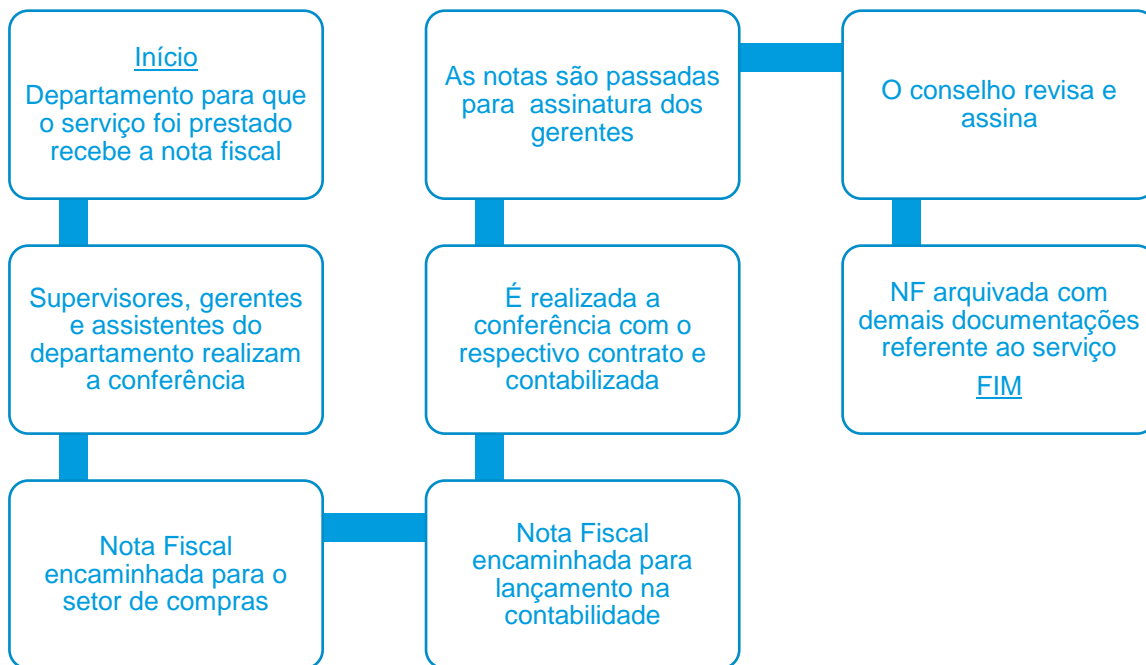 Início
Departamento para que
o serviço foi prestado
recebe a nota fiscal
Supervisores, gerentes
e assistentes do
departamento realizam
a conferência
Nota Fiscal
encaminhada para o
setor de compras
Nota Fiscal
encaminhada para
lançamento na
contabilidade
É realizada a
conferência com o
respectivo contrato e
contabilizada
As notas são passadas
para assinatura dos
gerentes
O conselho revisa e
assina
NF arquivada com
demais documentações
referente ao serviço
FIM